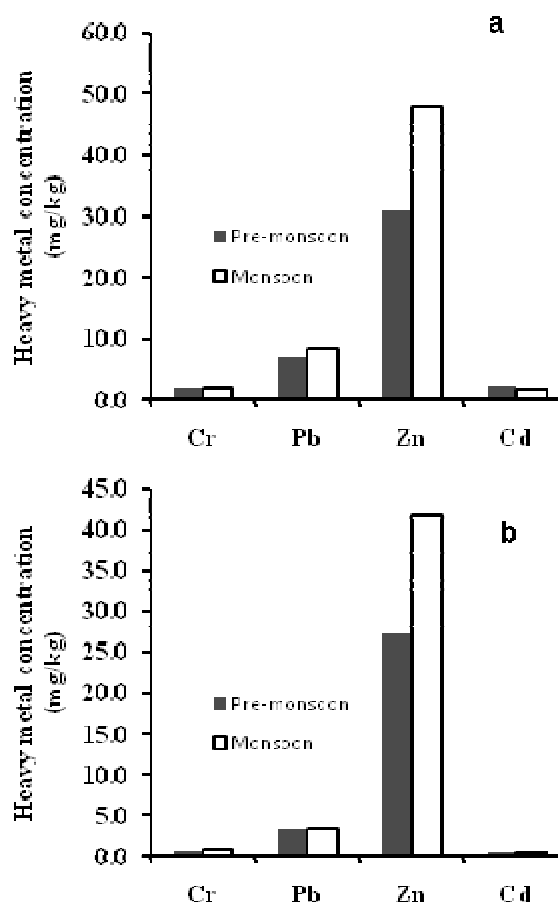 a
60.0
50.0
40.0
30.0
20.0
10.0
0.0
Heavy metal concentration
(mg/kg)
Pre-monsoon
Monsoon
Cr Pb Zn Cd
b
45.0
40.0
35.0
30.0
25.0
20.0
15.0
10.0
5.0
0.0
Heavy metal concentration
(mg/kg)
Pre-monsoon
Monsoon
Cr Pb Zn Cd